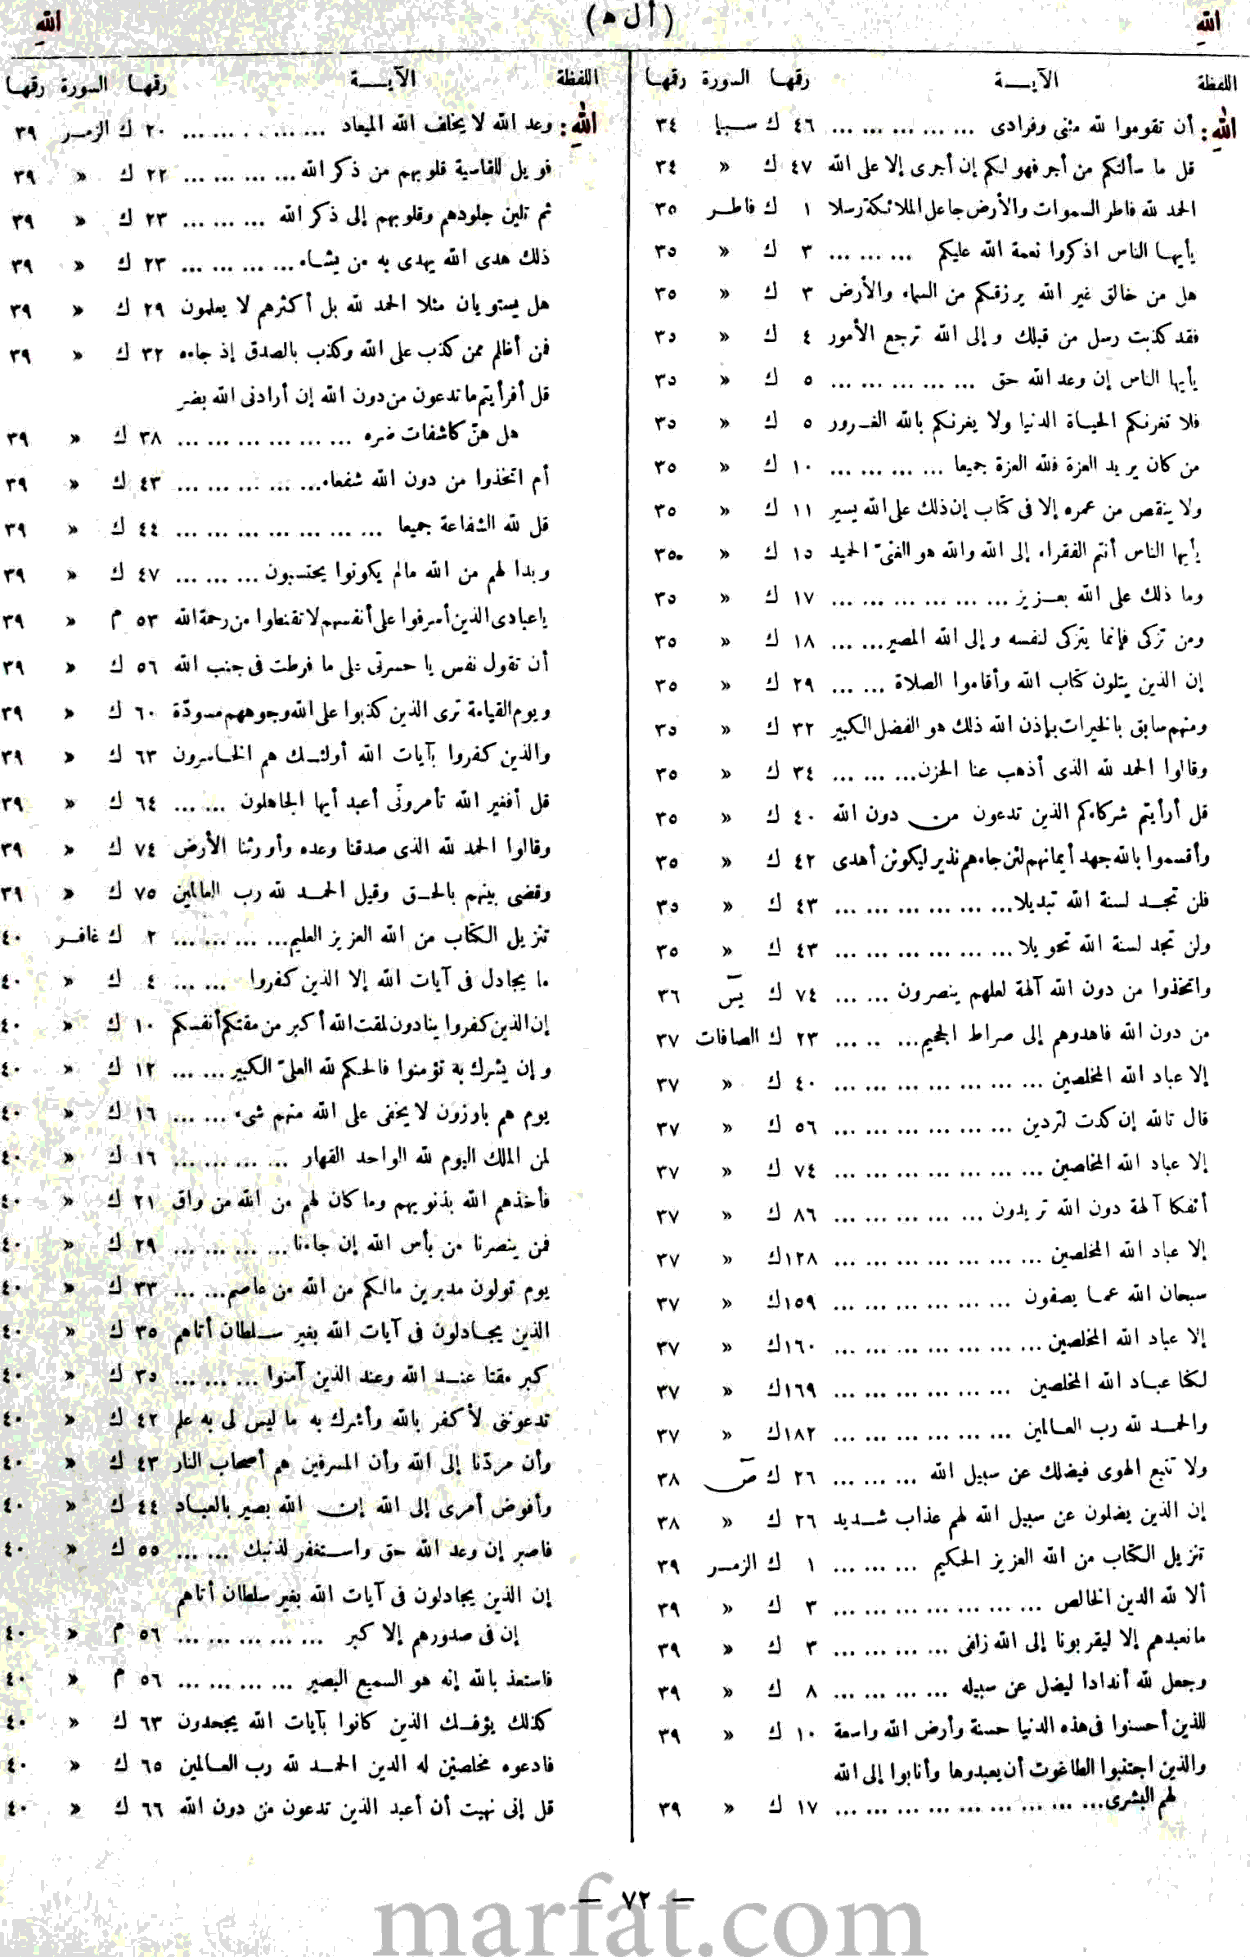 اللهِ (أ ل ه) اللهِ
اللفظة الآيــــة رقمها السورة رقمها
اللهِ: أن تقوموا لله مثنى وفرادى ... ... ... ... ... ٤٦ ك سبإ ٣٤
قل ما سألتكم من أجر فهو لكم إن أجرى إلا على الله ٤٧ ك » ٣٤
الحمد لله فاطر السموات والأرض جاعل الملائكة رسلا ١ ك فاطر ٣٥
يأيها الناس اذكروا نعمة الله عليكم ... ... ... ٣ ك » ٣٥
هل من خالق غير الله يرزقكم من السماء والأرض ٣ ك » ٣٥
فقد كذبت رسل من قبلك وإلى الله ترجع الأمور ٤ ك » ٣٥
يأيها الناس إن وعد الله حق ... ... ... ... ... ٥ ك » ٣٥
فلا تغرنكم الحياة الدنيا ولا يغرنكم بالله الغرور ٥ ك » ٣٥
من كان يريد العزة فلله العزة جميعا ... ... ... ... ١٠ ك » ٣٥
ولا ينقص من عمره إلا فى كتاب إن ذلك على الله يسير ١١ ك » ٣٥
يأيها الناس أنتم الفقراء إلى الله والله هو الغنىّ الحميد ١٥ ك » ٣٥
وما ذلك على الله بعزيز ... ... ... ... ... ... ١٧ ك » ٣٥
ومن تزكى فإنما يتزكى لنفسه وإلى الله المصير ... ... ١٨ ك » ٣٥
إن الذين يتلون كتاب الله وأقاموا الصلاة ... ... ٢٩ ك » ٣٥
ومنهم سابق بالخيرات بإذن الله ذلك هو الفضل الكبير ٣٢ ك » ٣٥
وقالوا الحمد لله الذى أذهب عنا الحزن ... ... ... ٣٤ ك » ٣٥
قل أرأيتم شركاءكم الذين تدعون من دون الله ٤٠ ك » ٣٥
وأقسموا بالله جهد أيمانهم لئن جاءهم نذير ليكونن أهدى ٤٢ ك » ٣٥
فلن تجد لسنة الله تبديلا ... ... ... ... ... ... ٤٣ ك » ٣٥
ولن تجد لسنة الله تحويلا ... ... ... ... ... ... ٤٣ ك » ٣٥
واتخذوا من دون الله آلهة لعلهم ينصرون ... ... ٧٤ ك يسٓ ٣٦
من دون الله فاهدوهم إلى صراط الجحيم ... ... ... ٢٣ ك الصافات ٣٧
إلا عباد الله المخلصين ... ... ... ... ... ... ... ٤٠ ك » ٣٧
قال تالله إن كدت لتردين ... ... ... ... ... ... ... ٥٦ ك » ٣٧
إلا عباد الله المخلصين ... ... ... ... ... ... ... ٧٤ ك » ٣٧
أئفكا آلهة دون الله تريدون ... ... ... ... ... ٨٦ ك » ٣٧
إلا عباد الله المخلصين ... ... ... ... ... ... ... ١٢٨ك » ٣٧
سبحان الله عما يصفون ... ... ... ... ... ... ... ١٥٩ك » ٣٧
إلا عباد الله المخلصين ... ... ... ... ... ... ... ١٦٠ك » ٣٧
لكنا عباد الله المخلصين ... ... ... ... ... ... ١٦٩ك » ٣٧
والحمد لله رب العالمين ... ... ... ... ... ... ١٨٢ك » ٣٧
ولا تتبع الهوى فيضلك عن سبيل الله ... ... ... ٢٦ ك صٓ ٣٨
إن الذين يضلون عن سبيل الله لهم عذاب شديد ٢٦ ك » ٣٨
تنزيل الكتاب من الله العزيز الحكيم ... ... ... ١ ك الزمر ٣٩
ألا لله الدين الخالص ... ... ... ... ... ... ... ٣ ك » ٣٩
ما نعبدهم إلا ليقربونا إلى الله زلفى ... ... ... ... ٣ ك » ٣٩
وجعل لله أندادا ليضل عن سبيله ... ... ... ... ٨ ك » ٣٩
للذين أحسنوا فى هذه الدنيا حسنة وأرض الله واسعة ١٠ ك » ٣٩
والذين اجتنبوا الطاغوت أن يعبدوها وأنابوا إلى الله
لهم البشرى ... ... ... ... ... ... ... ... ... ١٧ ك » ٣٩
اللفظة الآيــــة رقمها السورة رقمها
اللهِ: وعد الله لا يخلف الله الميعاد ... ... ... ... ... ٢٠ ك الزمر ٣٩
فويل للقاسية قلوبهم من ذكر الله ... ... ... ... ٢٢ ك » ٣٩
ثم تلين جلودهم وقلوبهم إلى ذكر الله ... ... ... ٢٣ ك » ٣٩
ذلك هدى الله يهدى به من يشاء ... ... ... ... ٢٣ ك » ٣٩
هل يستويان مثلا الحمد لله بل أكثرهم لا يعلمون ٢٩ ك » ٣٩
فمن أظلم ممن كذب على الله وكذب بالصدق إذ جاءه ٣٢ ك » ٣٩
قل أفرأيتم ما تدعون من دون الله إن أرادنى الله بضر
هل هنّ كاشفات ضره ... ... ... ... ... ... ٣٨ ك » ٣٩
أم اتخذوا من دون الله شفعاء ... ... ... ... ... ٤٣ ك » ٣٩
قل لله الشفاعة جميعا ... ... ... ... ... ... ... ٤٤ ك » ٣٩
وبدا لهم من الله مالم يكونوا يحتسبون ... ... ... ٤٧ ك » ٣٩
ياعبادى الذين أسرفوا على أنفسهم لا تقنطوا من رحمة الله ٥٣ م » ٣٩
أن تقول نفس يا حسرتى على ما فرطت فى جنب الله ٥٦ ك » ٣٩
ويوم القيامة ترى الذين كذبوا على الله وجوههم مسودّة ٦٠ ك » ٣٩
والذين كفروا بآيات الله أولئك هم الخاسرون ٦٣ ك » ٣٩
قل أفغير الله تأمرونّى أعبد أيها الجاهلون ... ... ٦٤ ك » ٣٩
وقالوا الحمد لله الذى صدقنا وعده وأورثنا الأرض ٧٤ ك » ٣٩
وقضى بينهم بالحق وقيل الحمد لله رب العالمين ٧٥ ك » ٣٩
تنزيل الكتاب من الله العزيز العليم ... ... ... ... ٢ ك غافر ٤٠
ما يجادل فى آيات الله إلا الذين كفروا ... ... ٤ ك » ٤٠
إن الذين كفروا ينادون لمقت الله أكبر من مقتكم أنفسكم ١٠ ك » ٤٠
وإن يشرك به تؤمنوا فالحكم لله العلىّ الكبير ... ... ١٢ ك » ٤٠
يوم هم بارزون لا يخفى على الله منهم شىء ... ... ١٦ ك » ٤٠
لمن الملك اليوم لله الواحد القهار ... ... ... ... ١٦ ك » ٤٠
فأخذهم الله بذنوبهم وما كان لهم من الله من واق ٢١ ك » ٤٠
فمن ينصرنا من بأس الله إن جاءنا ... ... ... ... ٢٩ ك » ٤٠
يوم تولون مدبرين مالكم من الله من عاصم ... ... ٣٣ ك » ٤٠
الذين يجادلون فى آيات الله بغير سلطان أتاهم ٣٥ ك » ٤٠
كبر مقتا عند الله وعند الذين آمنوا ... ... ... ٣٥ ك » ٤٠
تدعوننى لأكفر بالله وأشرك به ما ليس لى به علم ٤٢ ك » ٤٠
وأن مردّنا إلى الله وأن المسرفين هم أصحاب النار ٤٣ ك » ٤٠
وأفوض أمرى إلى الله إن الله بصير بالعباد ٤٤ ك » ٤٠
فاصبر إن وعد الله حق واستغفر لذنبك ... ... ٥٥ ك » ٤٠
إن الذين يجادلون فى آيات الله بغير سلطان أتاهم
إن فى صدورهم إلا كبر ... ... ... ... ... ... ٥٦ م » ٤٠
فاستعذ بالله إنه هو السميع البصير ... ... ... ... ٥٦ م » ٤٠
كذلك يؤفك الذين كانوا بآيات الله يجحدون ٦٣ ك » ٤٠
فادعوه مخلصين له الدين الحمد لله رب العالمين ٦٥ ك » ٤٠
قل إنى نهيت أن أعبد الذين تدعون من دون الله ٦٦ ك » ٤٠
— ٧٢ —
marfat.com